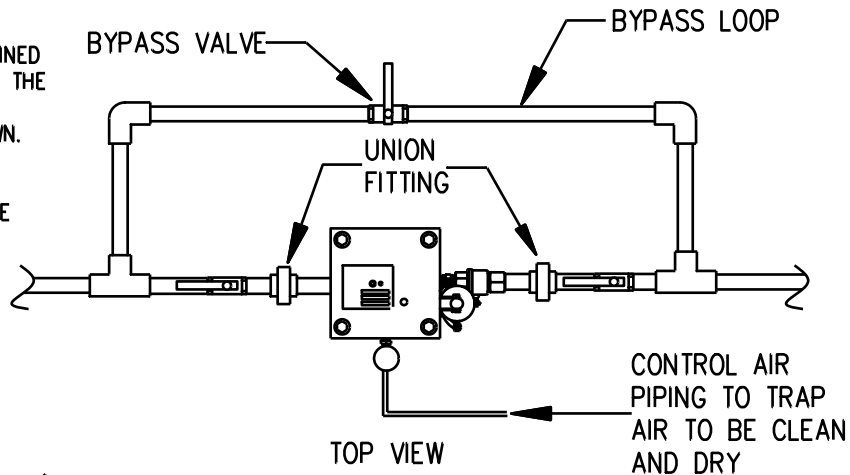 BYPASS LOOP
BYPASS VALVE
THE
UNION
FITTING
CONTROL AIR
PIPING TO TRAP
AIR TO BE CLEAN
AND DRY
TOP VIEW